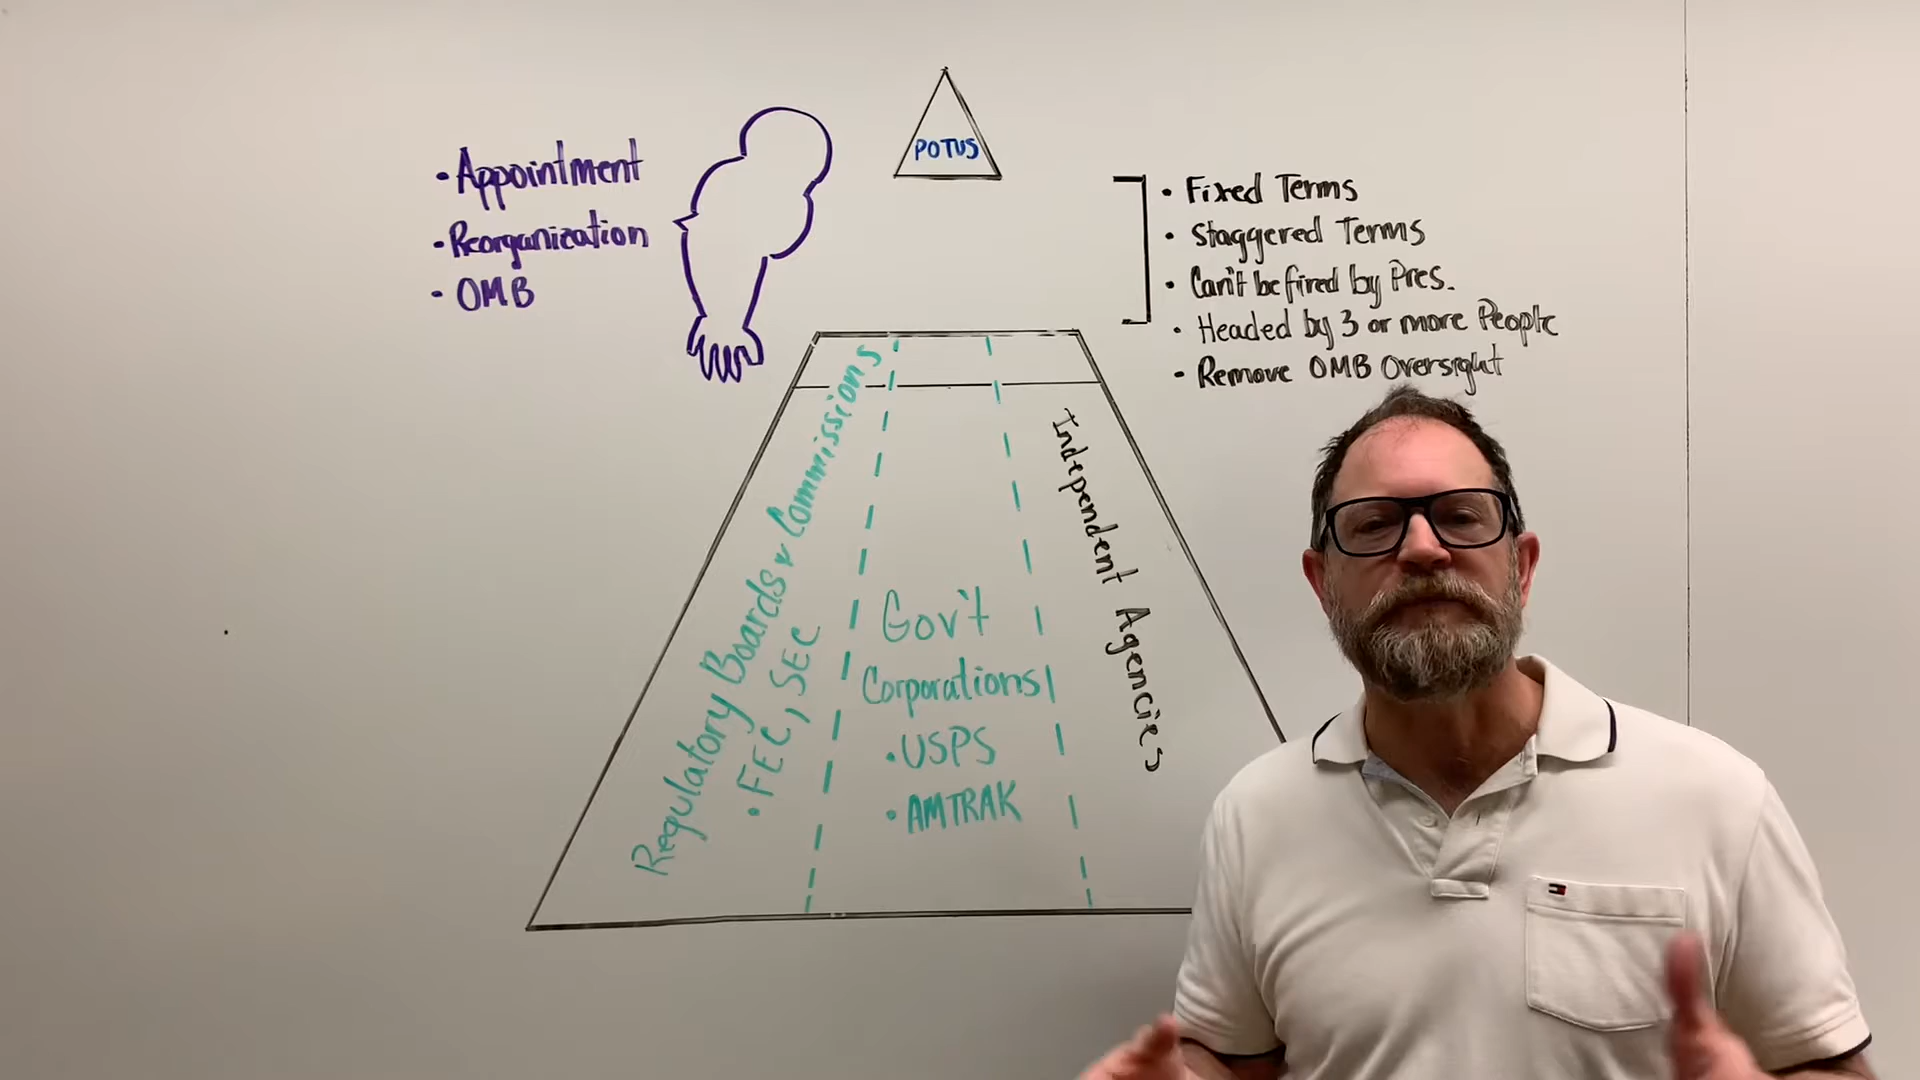 • Appointment
• Reorganization
• OMB
POTUS
• Fixed Terms
• Staggered Terms
• Can't be fired by Pres.
• Headed by 3 or more People
• Remove OMB Oversight
Regulatory Boards & Commissions
• FEC, SEC
Gov't
Corporations
• USPS
• AMTRAK
Independent Agencies